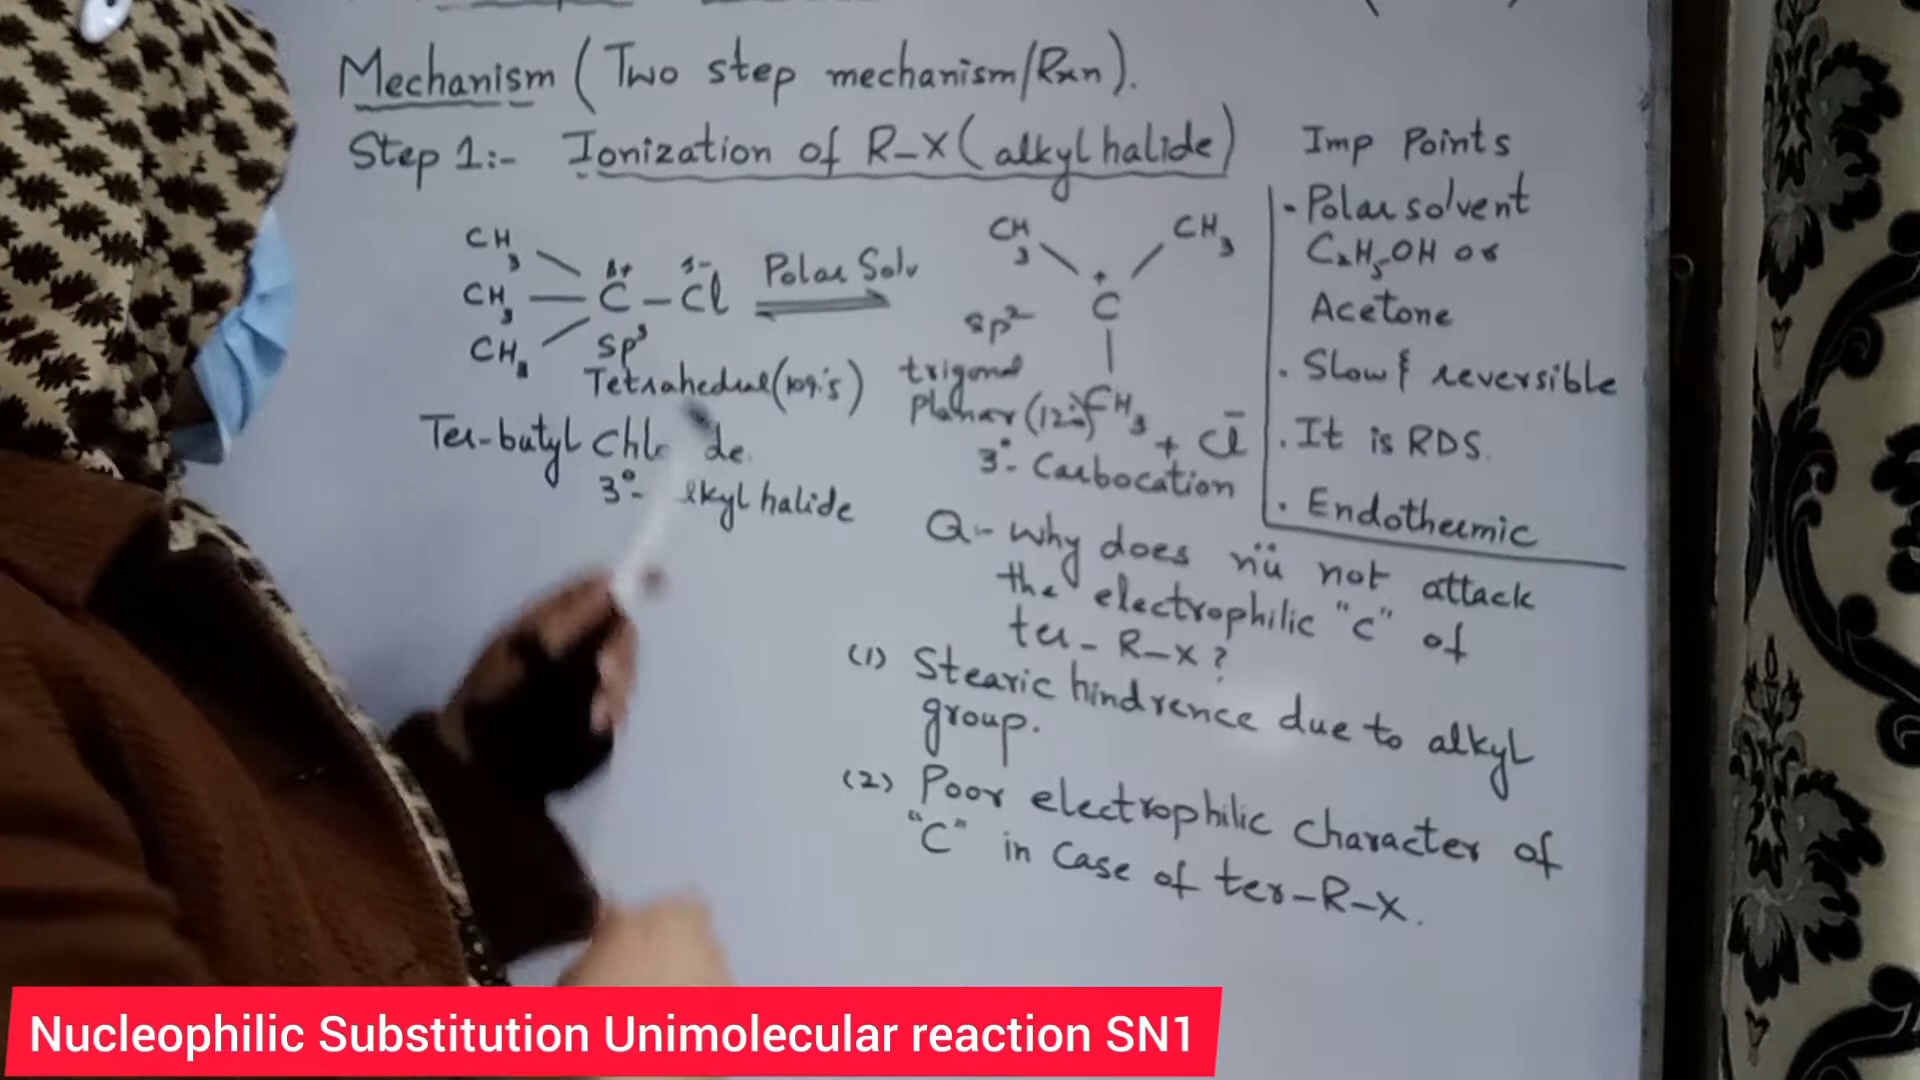 Mechanism (Two step mechanism/Rxn).
Step 1:- Ionization of R-X (alkyl halide)
CH3
CH3 — C δ+ — Cl δ- Polar Solv
CH3
sp³
Tetrahedral (109.5)
Ter-butyl Chl de.
3°- lkyl halide
CH3 CH3
+
C
sp²
trigonal
planar (120) CH3 + Cl-
3°- Carbocation
Imp Points
· Polar solvent
C2H5OH or
Acetone
· Slow & reversible
· It is RDS.
· Endothermic
Q- Why does nü not attack
the electrophilic "C" of
ter- R-X?
(1) Stearic hindrence due to alkyl
group.
(2) Poor electrophilic character of
"C" in Case of ter-R-X.
Nucleophilic Substitution Unimolecular reaction SN1